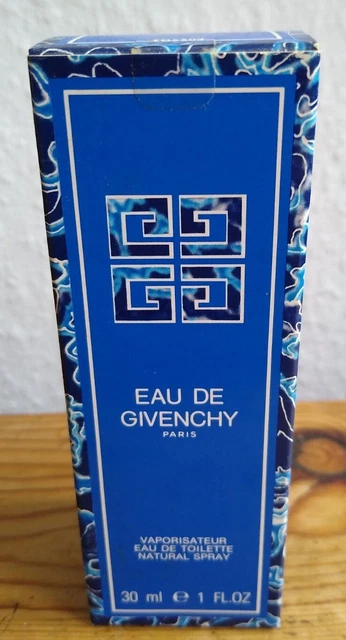 EAU DE
GIVENCHY
PARIS
VAPORISATEUR
EAU DE TOILETTE
NATURAL SPRAY
30 ml ℮ 1 FL.OZ